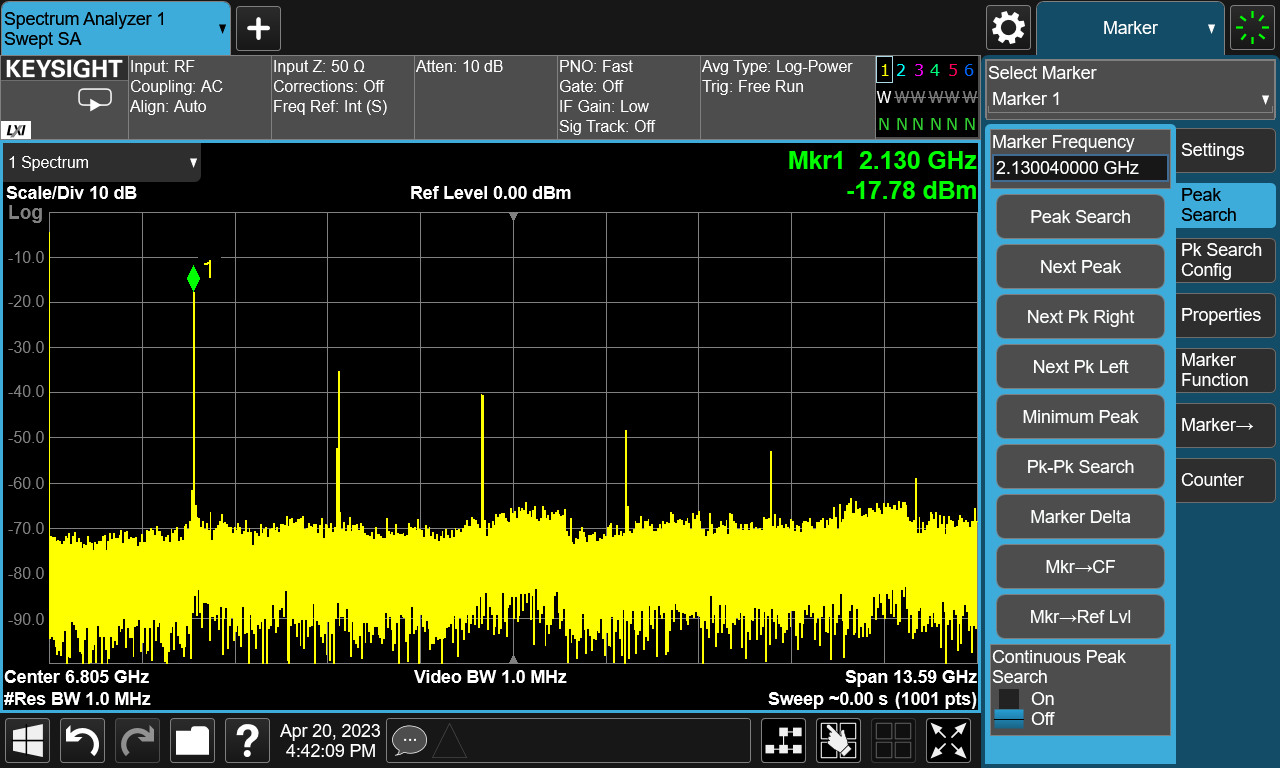 Spectrum Analyzer 1
Swept SA
Marker
KEYSIGHT
LXI
Input: RF
Coupling: AC
Align: Auto
Input Z: 50 Ω
Corrections: Off
Freq Ref: Int (S)
Atten: 10 dB
PNO: Fast
Gate: Off
IF Gain: Low
Sig Track: Off
Avg Type: Log-Power
Trig: Free Run
1 2 3 4 5 6
W W W W W W
N N N N N N
Select Marker
Marker 1
1 Spectrum
Mkr1 2.130 GHz
-17.78 dBm
Scale/Div 10 dB
Ref Level 0.00 dBm
Log
1
-10.0
-20.0
-30.0
-40.0
-50.0
-60.0
-70.0
-80.0
-90.0
Center 6.805 GHz
Video BW 1.0 MHz
Span 13.59 GHz
#Res BW 1.0 MHz
Sweep ~0.00 s (1001 pts)
Marker Frequency
2.130040000 GHz
Peak Search
Next Peak
Next Pk Right
Next Pk Left
Minimum Peak
Pk-Pk Search
Marker Delta
Mkr→CF
Mkr→Ref Lvl
Continuous Peak
Search
On
Off
Settings
Peak
Search
Pk Search
Config
Properties
Marker
Function
Marker→
Counter
Apr 20, 2023
4:42:09 PM